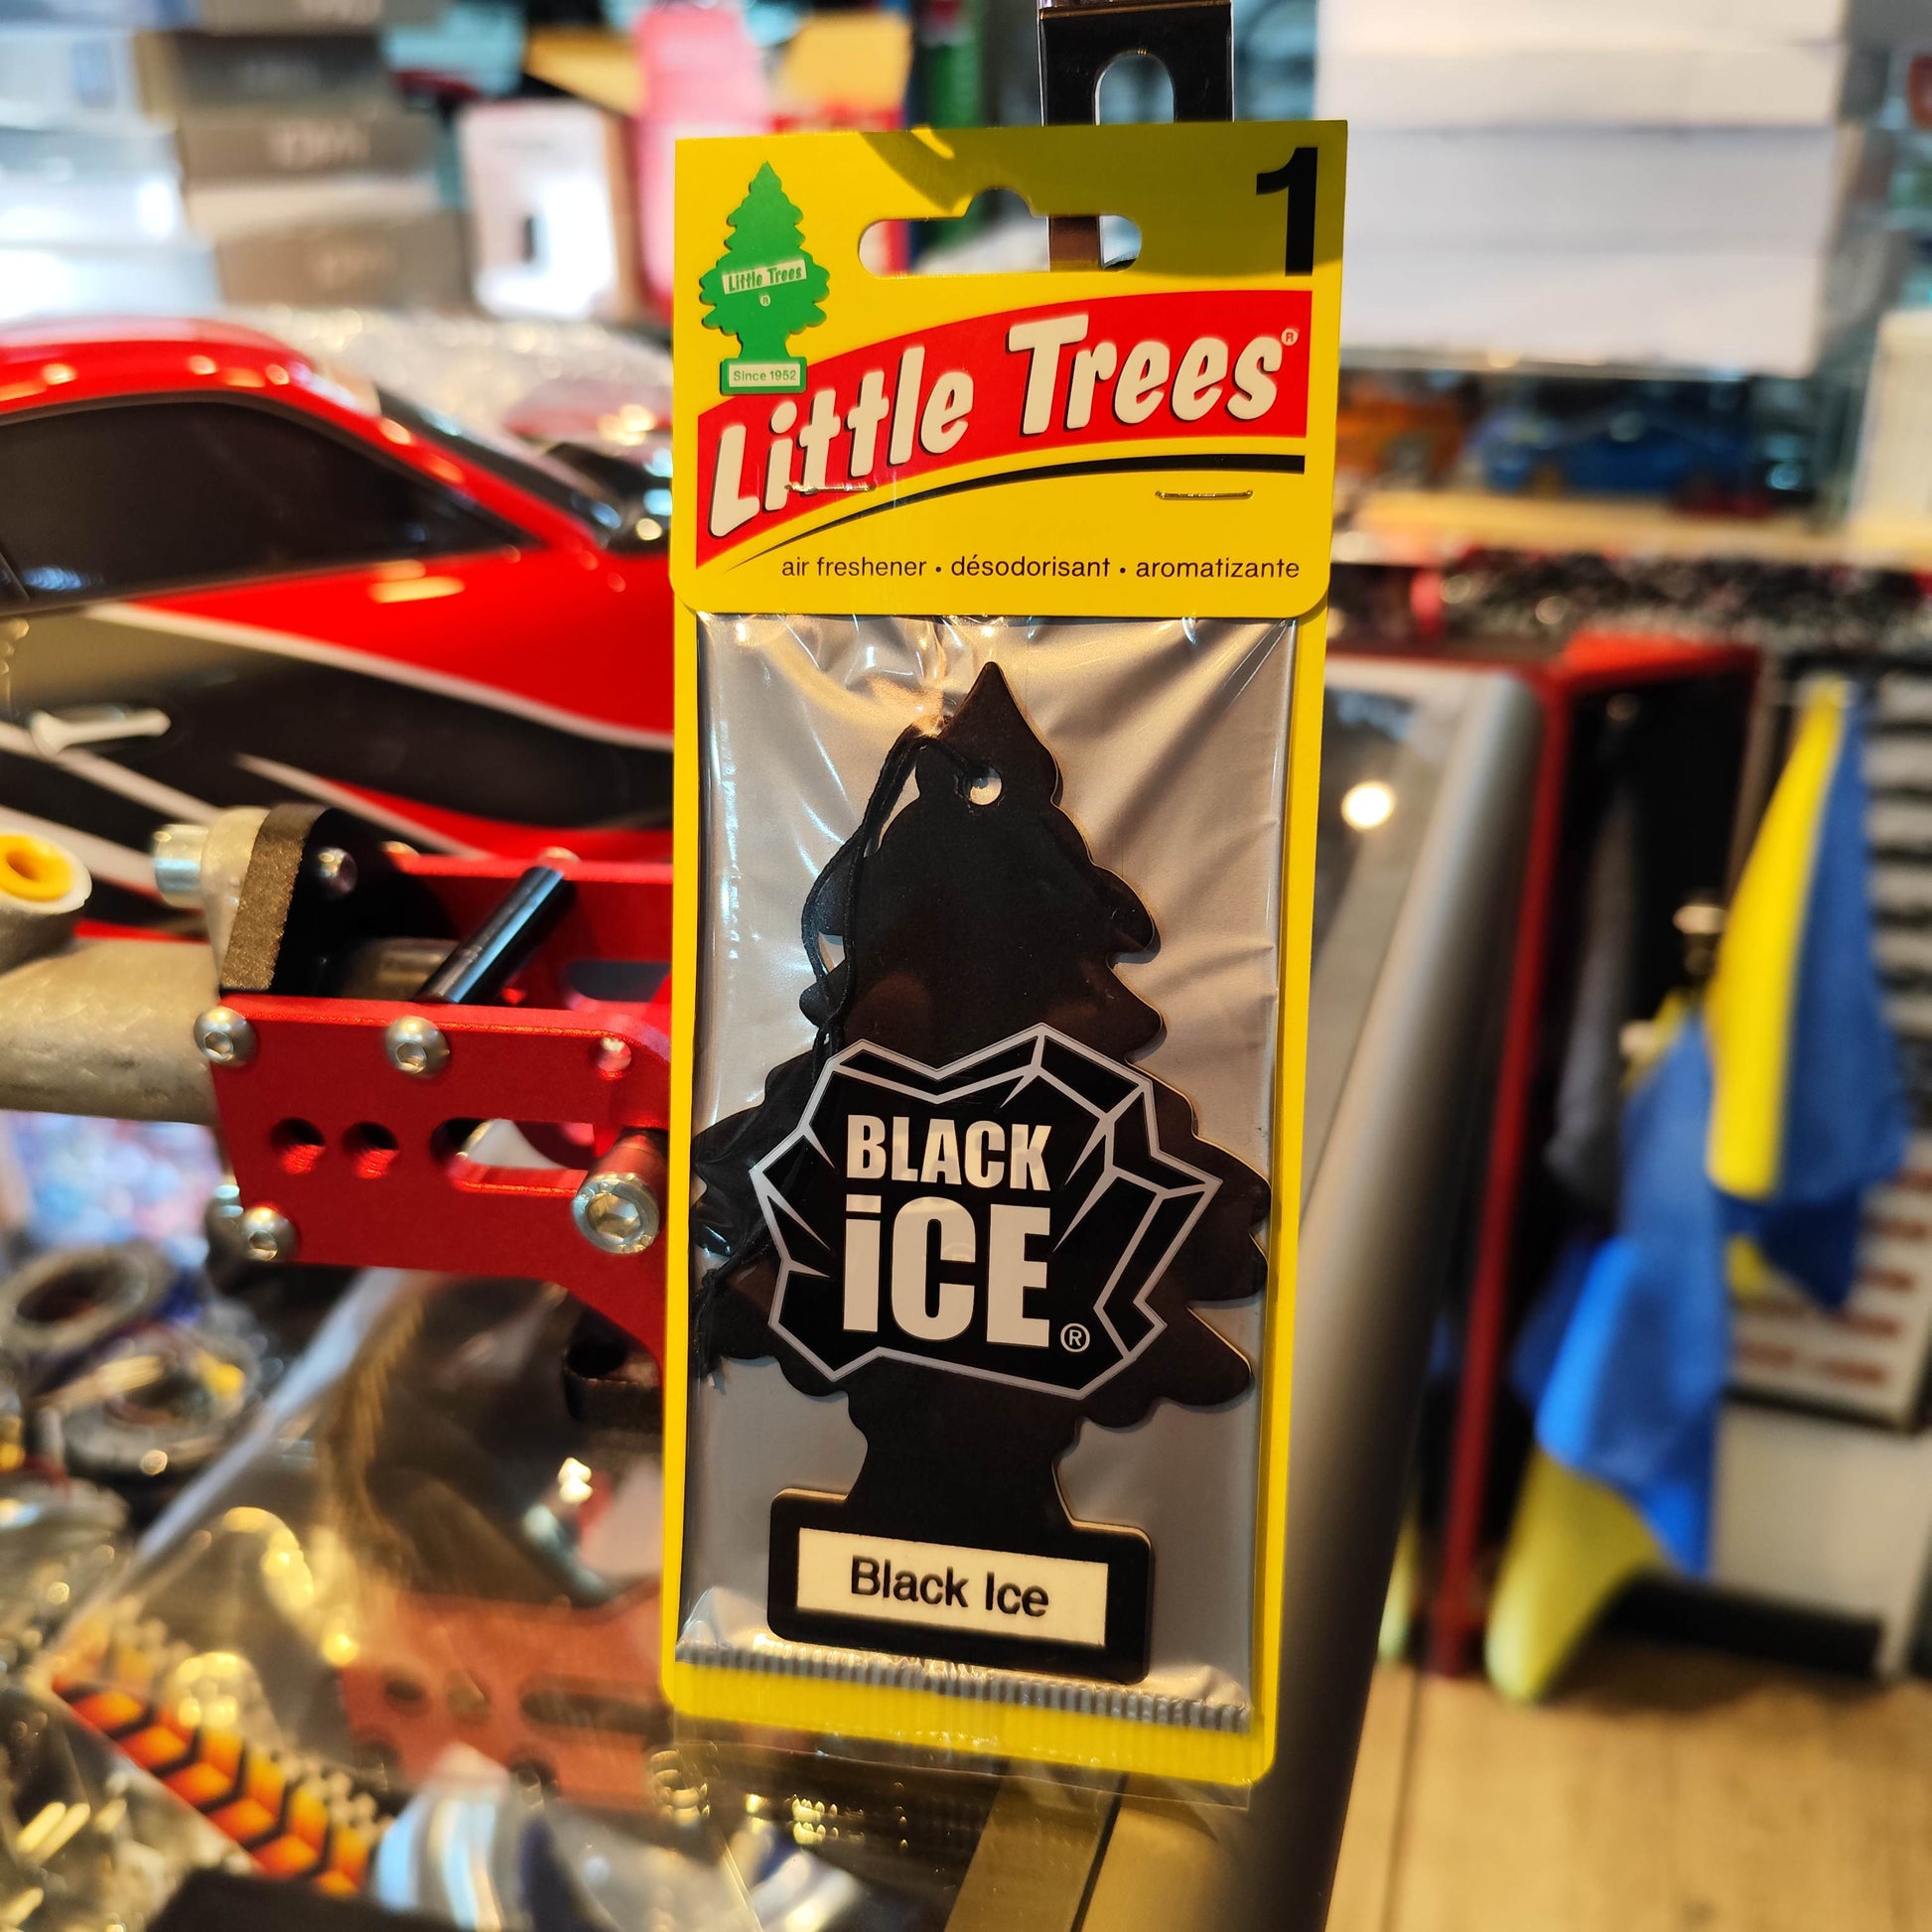 1
Little Trees
®
Since 1952
Little Trees®
air freshener • désodorisant • aromatizante
BLACK
iCE®
Black Ice